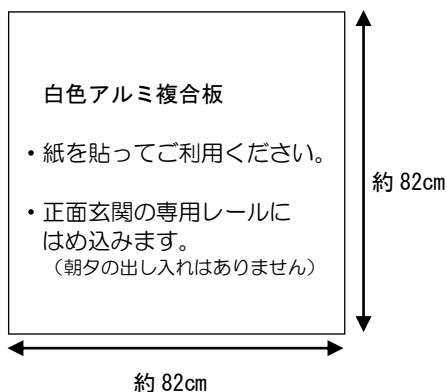 白色アルミ複合板
・紙を貼ってご利用ください。
・正面玄関の専用レールに
はめ込みます。
（朝夕の出し入れはありません）
約 82cm
約 82cm